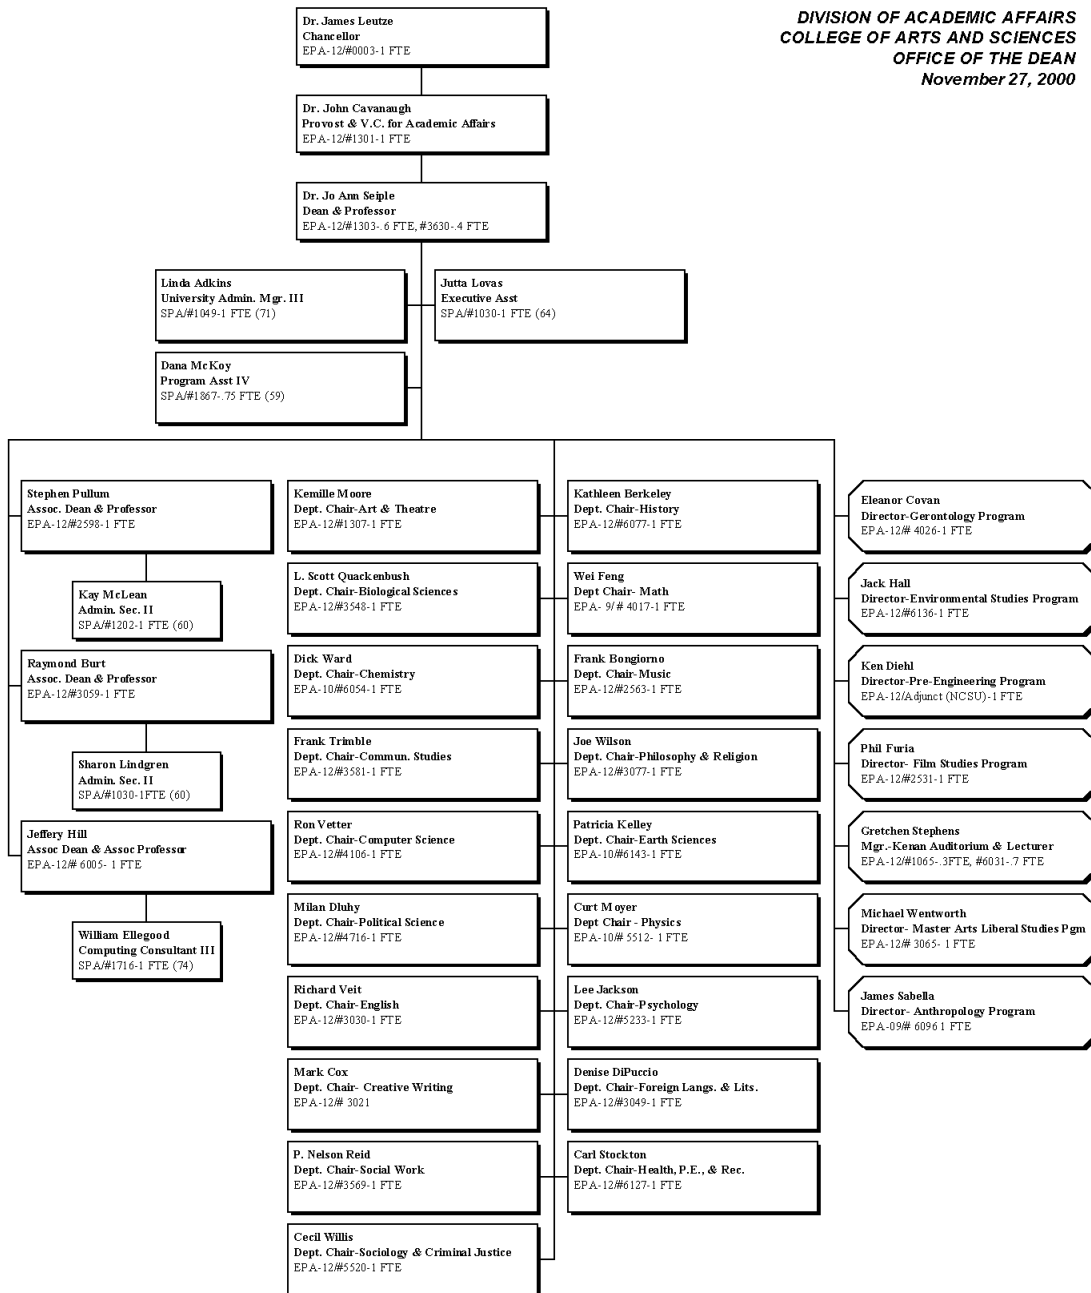 DIVISION OF ACADEMIC AFFAIRS
COLLEGE OF ARTS AND SCIENCES
OFFICE OF THE DEAN
November 27, 2000
Dr. James Leutze
Chancellor
EPA-12/#0003-1 FTE
Dr. John Cavanaugh
Provost & V.C. for Academic Affairs
EPA-12/#1301-1 FTE
Dr. Jo Ann Seiple
Dean & Professor
EPA-12/#1303-.6 FTE, #3630-.4 FTE
Linda Adkins
University Admin. Mgr. III
SPA/#1049-1 FTE (71)
Jutta Lovas
Executive Asst
SPA/#1030-1 FTE (64)
Dana McKoy
Program Asst IV
SPA/#1867-.75 FTE (59)
Stephen Pullum
Assoc. Dean & Professor
EPA-12/#2598-1 FTE
Kay McLean
Admin. Sec. II
SPA/#1202-1 FTE (60)
Raymond Burt
Assoc. Dean & Professor
EPA-12/#3059-1 FTE
Sharon Lindgren
Admin. Sec. II
SPA/#1030-1FTE (60)
Jeffery Hill
Assoc Dean & Assoc Professor
EPA-12/# 6005- 1 FTE
William Ellegood
Computing Consultant III
SPA/#1716-1 FTE (74)
Kemille Moore
Dept. Chair-Art & Theatre
EPA-12/#1307-1 FTE
L. Scott Quackenbush
Dept. Chair-Biological Sciences
EPA-12/#3548-1 FTE
Dick Ward
Dept. Chair-Chemistry
EPA-10/#6054-1 FTE
Frank Trimble
Dept. Chair-Commun. Studies
EPA-12/#3581-1 FTE
Ron Vetter
Dept. Chair-Computer Science
EPA-12/#4106-1 FTE
Milan Dluhy
Dept. Chair-Political Science
EPA-12/#4716-1 FTE
Richard Veit
Dept. Chair-English
EPA-12/#3030-1 FTE
Mark Cox
Dept. Chair- Creative Writing
EPA-12/# 3021
P. Nelson Reid
Dept. Chair-Social Work
EPA-12/#3569-1 FTE
Cecil Willis
Dept. Chair-Sociology & Criminal Justice
EPA-12/#5520-1 FTE
Kathleen Berkeley
Dept. Chair-History
EPA-12/#6077-1 FTE
Wei Feng
Dept Chair- Math
EPA- 9/# 4017-1 FTE
Frank Bongiorno
Dept. Chair-Music
EPA-12/#2563-1 FTE
Joe Wilson
Dept. Chair-Philosophy & Religion
EPA-12/#3077-1 FTE
Patricia Kelley
Dept. Chair-Earth Sciences
EPA-10/#6143-1 FTE
Curt Moyer
Dept Chair - Physics
EPA-10/# 5512- 1 FTE
Lee Jackson
Dept. Chair-Psychology
EPA-12/#5233-1 FTE
Denise DiPuccio
Dept. Chair-Foreign Langs. & Lits.
EPA-12/#3049-1 FTE
Carl Stockton
Dept. Chair-Health, P.E., & Rec.
EPA-12/#6127-1 FTE
Eleanor Covan
Director-Gerontology Program
EPA-12/# 4026-1 FTE
Jack Hall
Director-Environmental Studies Program
EPA-12/#6136-1 FTE
Ken Diehl
Director-Pre-Engineering Program
EPA-12/Adjunct (NCSU)-1 FTE
Phil Furia
Director- Film Studies Program
EPA-12/#2531-1 FTE
Gretchen Stephens
Mgr.-Kenan Auditorium & Lecturer
EPA-12/#1065-.3FTE, #6031-.7 FTE
Michael Wentworth
Director- Master Arts Liberal Studies Pgm
EPA-12/# 3065- 1 FTE
James Sabella
Director- Anthropology Program
EPA-09/# 6096 1 FTE